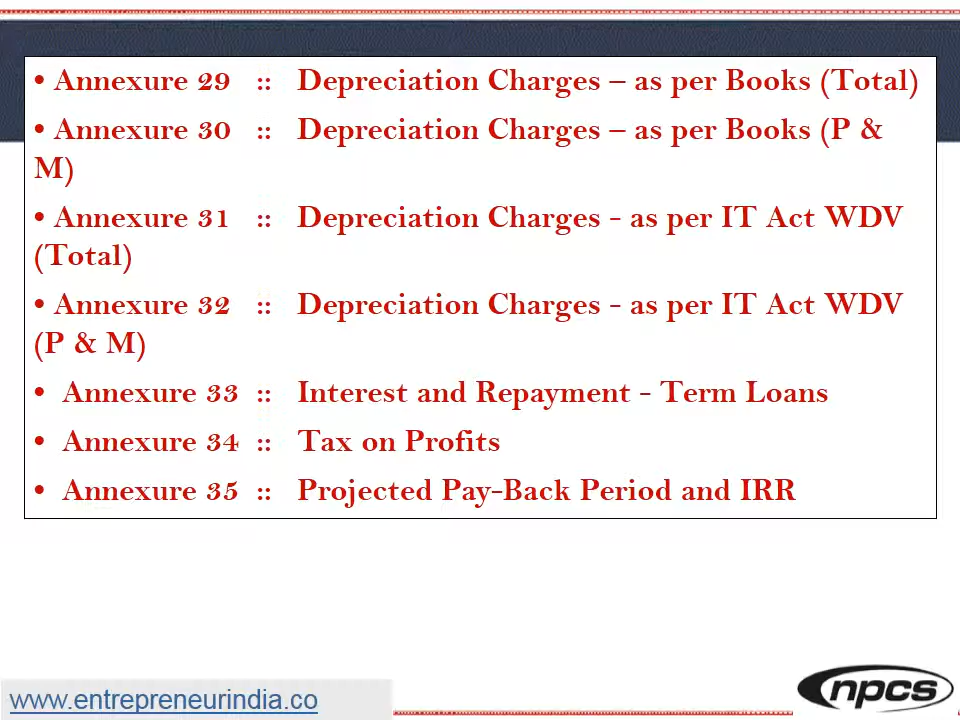 • Annexure 29 :: Depreciation Charges – as per Books (Total)
• Annexure 30 :: Depreciation Charges – as per Books (P &
M)
• Annexure 31 :: Depreciation Charges - as per IT Act WDV
(Total)
• Annexure 32 :: Depreciation Charges - as per IT Act WDV
(P & M)
• Annexure 33 :: Interest and Repayment - Term Loans
• Annexure 34 :: Tax on Profits
• Annexure 35 :: Projected Pay-Back Period and IRR
www.entrepreneurindia.co
npcs